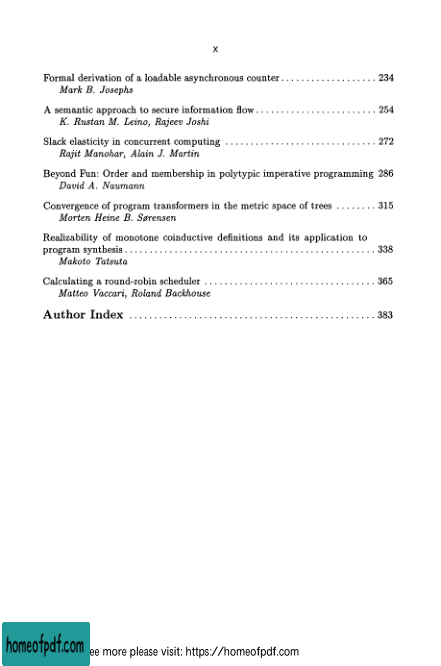 x
Formal derivation of a loadable asynchronous counter . . . . . . . . . . . . . . . . . . . 234
Mark B. Josephs
A semantic approach to secure information flow . . . . . . . . . . . . . . . . . . . . . . . . 254
K. Rustan M. Leino, Rajeev Joshi
Slack elasticity in concurrent computing . . . . . . . . . . . . . . . . . . . . . . . . . . . . . . 272
Rajit Manohar, Alain J. Martin
Beyond Fun: Order and membership in polytypic imperative programming 286
David A. Naumann
Convergence of program transformers in the metric space of trees . . . . . . . . 315
Morten Heine B. Sørensen
Realizability of monotone coinductive definitions and its application to
program synthesis . . . . . . . . . . . . . . . . . . . . . . . . . . . . . . . . . . . . . . . . . . . . . . . . . . 338
Makoto Tatsuta
Calculating a round-robin scheduler . . . . . . . . . . . . . . . . . . . . . . . . . . . . . . . . . . 365
Matteo Vaccari, Roland Backhouse
Author Index . . . . . . . . . . . . . . . . . . . . . . . . . . . . . . . . . . . . . . . . . . . . . . . . . 383
homeofpdf.com ee more please visit: https://homeofpdf.com